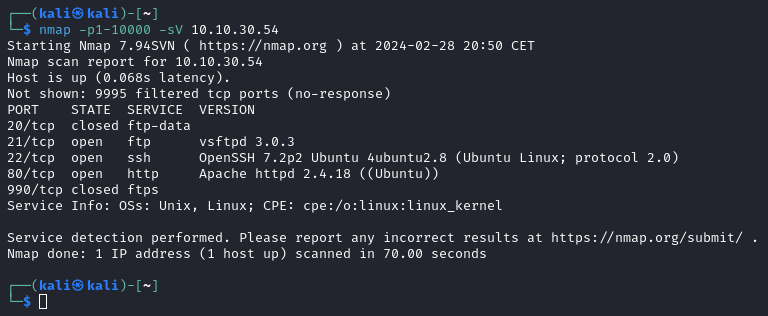 ┌──(kali㉿kali)-[~]
└─$ nmap -p1-10000 -sV 10.10.30.54
Starting Nmap 7.94SVN ( https://nmap.org ) at 2024-02-28 20:50 CET
Nmap scan report for 10.10.30.54
Host is up (0.068s latency).
Not shown: 9995 filtered tcp ports (no-response)
PORT    STATE  SERVICE  VERSION
20/tcp  closed ftp-data
21/tcp  open   ftp      vsftpd 3.0.3
22/tcp  open   ssh      OpenSSH 7.2p2 Ubuntu 4ubuntu2.8 (Ubuntu Linux; protocol 2.0)
80/tcp  open   http     Apache httpd 2.4.18 ((Ubuntu))
990/tcp closed ftps
Service Info: OSs: Unix, Linux; CPE: cpe:/o:linux:linux_kernel

Service detection performed. Please report any incorrect results at https://nmap.org/submit/ .
Nmap done: 1 IP address (1 host up) scanned in 70.00 seconds

┌──(kali㉿kali)-[~]
└─$